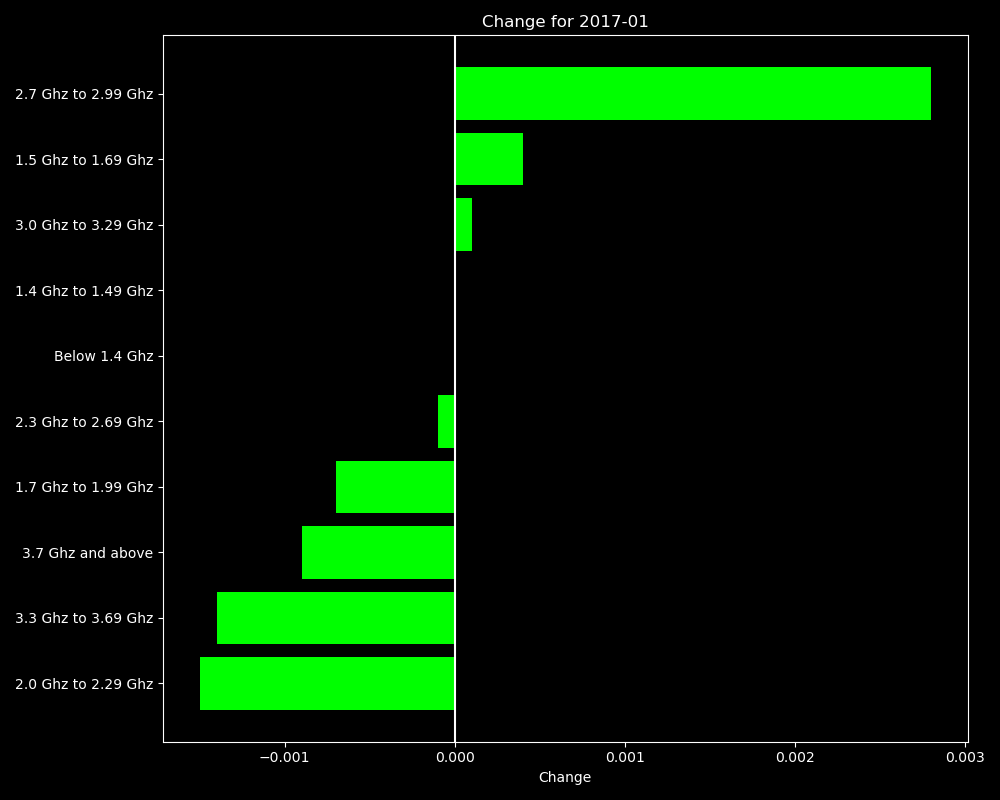 Change for 2017-01
2.7 Ghz to 2.99 Ghz
1.5 Ghz to 1.69 Ghz
3.0 Ghz to 3.29 Ghz
1.4 Ghz to 1.49 Ghz
Below 1.4 Ghz
2.3 Ghz to 2.69 Ghz
1.7 Ghz to 1.99 Ghz
3.7 Ghz and above
3.3 Ghz to 3.69 Ghz
2.0 Ghz to 2.29 Ghz
−0.001 0.000 0.001 0.002 0.003
Change